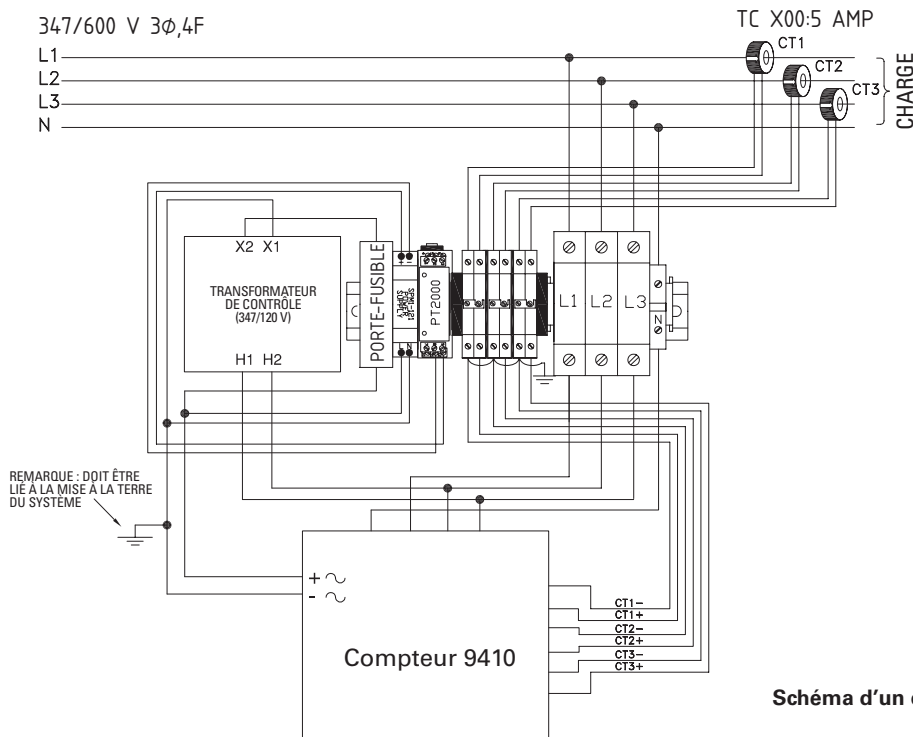 347/600 V 3Φ,4F
TC X00:5 AMP
L1
L2
L3
N
CT1
CT2
CT3
CHARGE
X2 X1
TRANSFORMATEUR
DE CONTRÔLE
(347/120 V)
H1 H2
PORTE-FUSIBLE
SUPPLY
PT2000
L1
L2
L3
N
REMARQUE : DOIT ÊTRE
LIÉ À LA MISE À LA TERRE
DU SYSTÈME
+
-
Compteur 9410
CT1-
CT1+
CT2-
CT2+
CT3-
CT3+
Schéma d'un